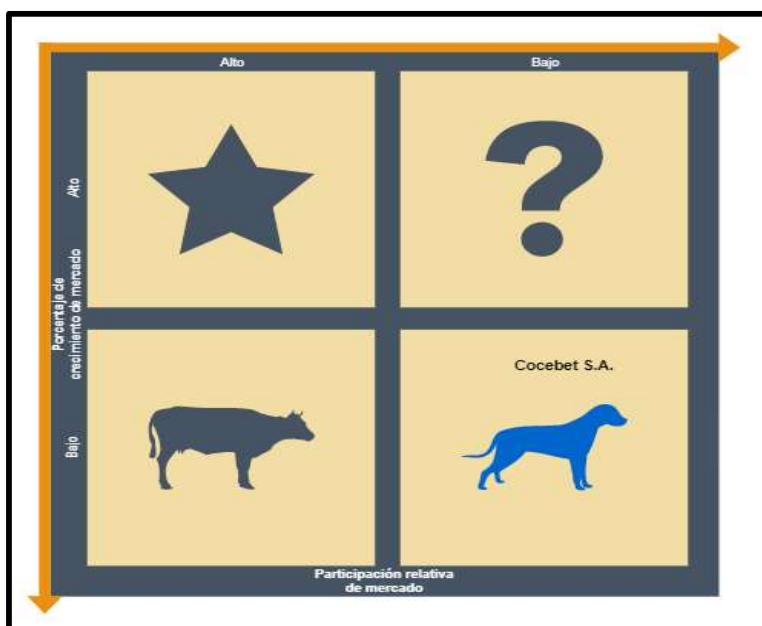 Alto
Bajo
Alto
Porcentaje de
crecimiento de mercado
Bajo
Cocebet S.A.
Participación relativa
de mercado